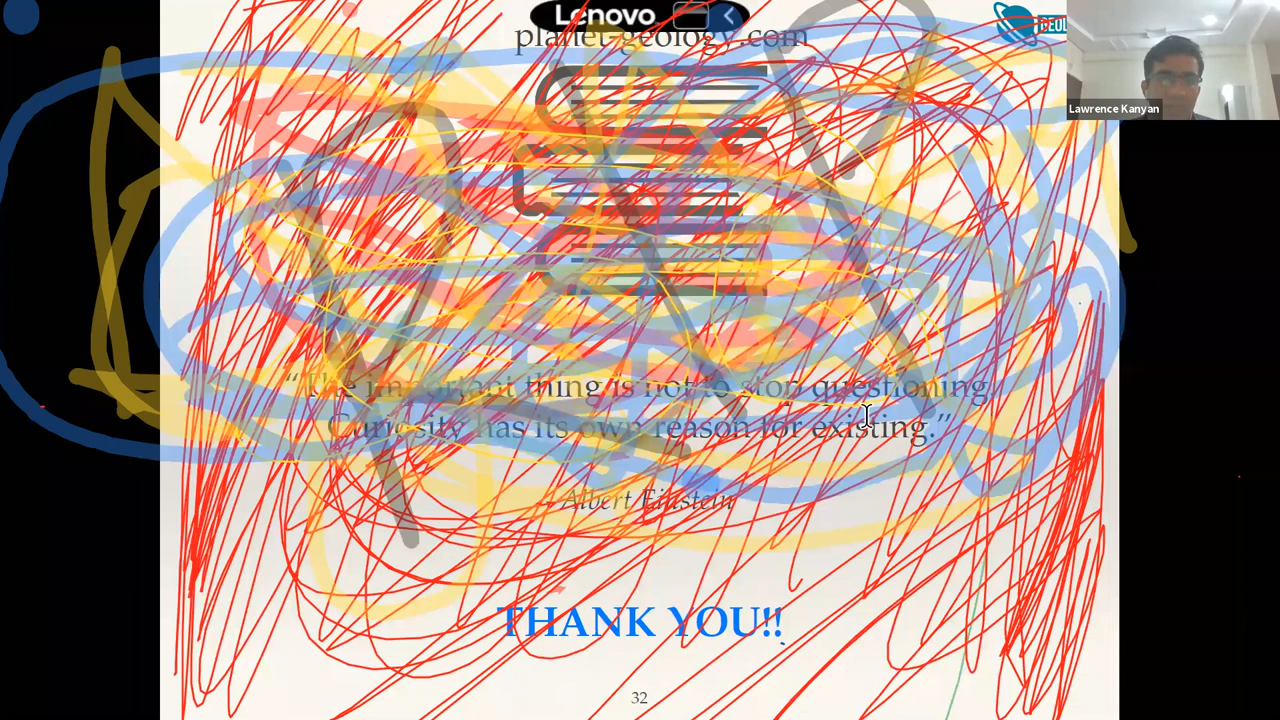 Lenovo
planet-geology.com
GEOL
Lawrence Kanyan
“The important thing is not to stop questioning
Curiosity has its own reason for existing.”
- Albert Einstein
THANK YOU!!
32